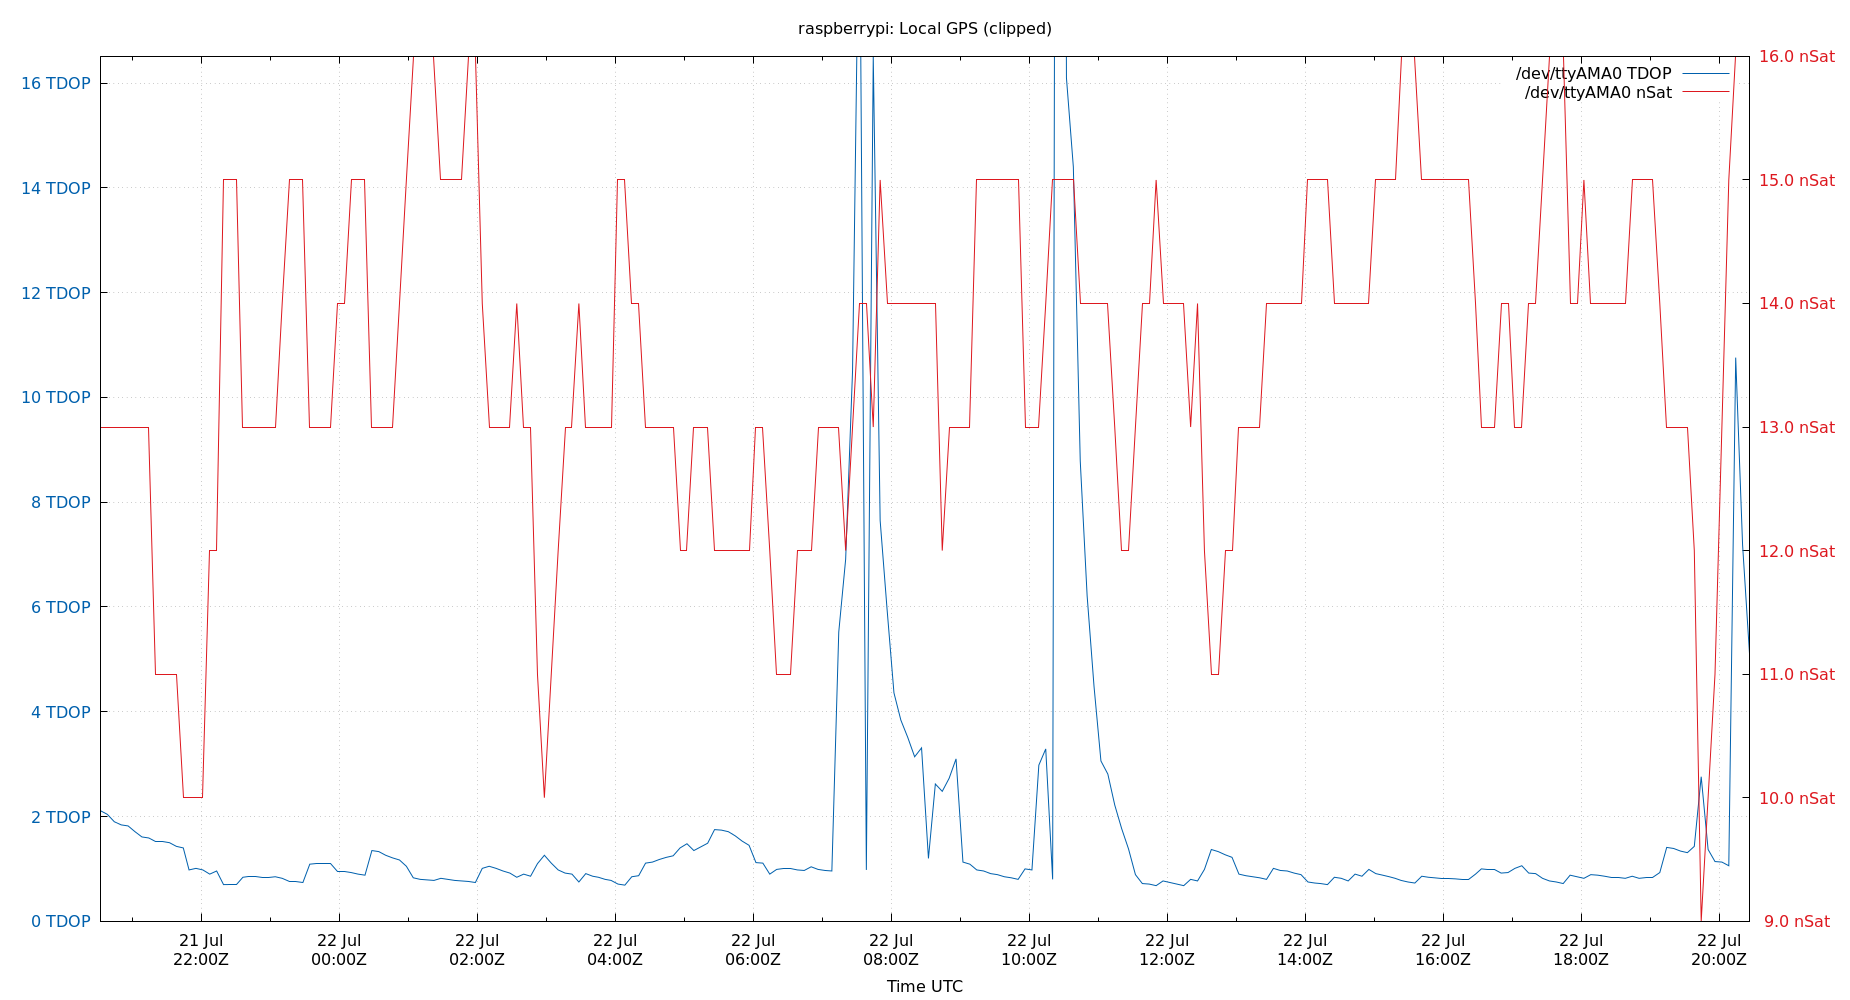 raspberrypi: Local GPS (clipped)
/dev/ttyAMA0 TDOP
/dev/ttyAMA0 nSat
16 TDOP
14 TDOP
12 TDOP
10 TDOP
8 TDOP
6 TDOP
4 TDOP
2 TDOP
0 TDOP
16.0 nSat
15.0 nSat
14.0 nSat
13.0 nSat
12.0 nSat
11.0 nSat
10.0 nSat
9.0 nSat
21 Jul
22:00Z
22 Jul
00:00Z
22 Jul
02:00Z
22 Jul
04:00Z
22 Jul
06:00Z
22 Jul
08:00Z
22 Jul
10:00Z
22 Jul
12:00Z
22 Jul
14:00Z
22 Jul
16:00Z
22 Jul
18:00Z
22 Jul
20:00Z
Time UTC